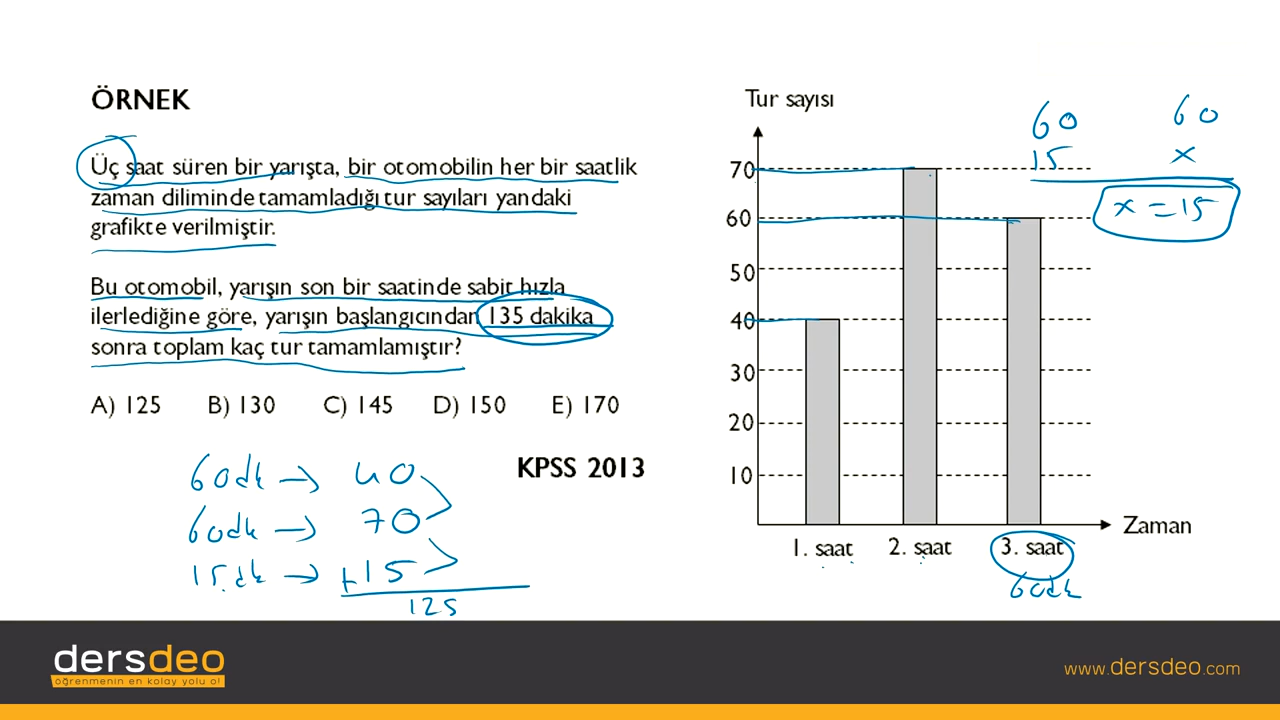 ÖRNEK
Üç saat süren bir yarışta, bir otomobilin her bir saatlik
zaman diliminde tamamladığı tur sayıları yandaki
grafikte verilmiştir.
Bu otomobil, yarışın son bir saatinde sabit hızla
ilerlediğine göre, yarışın başlangıcından 135 dakika
sonra toplam kaç tur tamamlamıştır?
A) 125 B) 130 C) 145 D) 150 E) 170
KPSS 2013
60dk → 40
60dk → 70
15.dk → +15
125
Tur sayısı
70
60
50
40
30
20
10
1. saat 2. saat 3. saat
Zaman
60dk
60 60
15 x
x = 15
dersdeo
öğrenmenin en kolay yolu o!
www.dersdeo.com